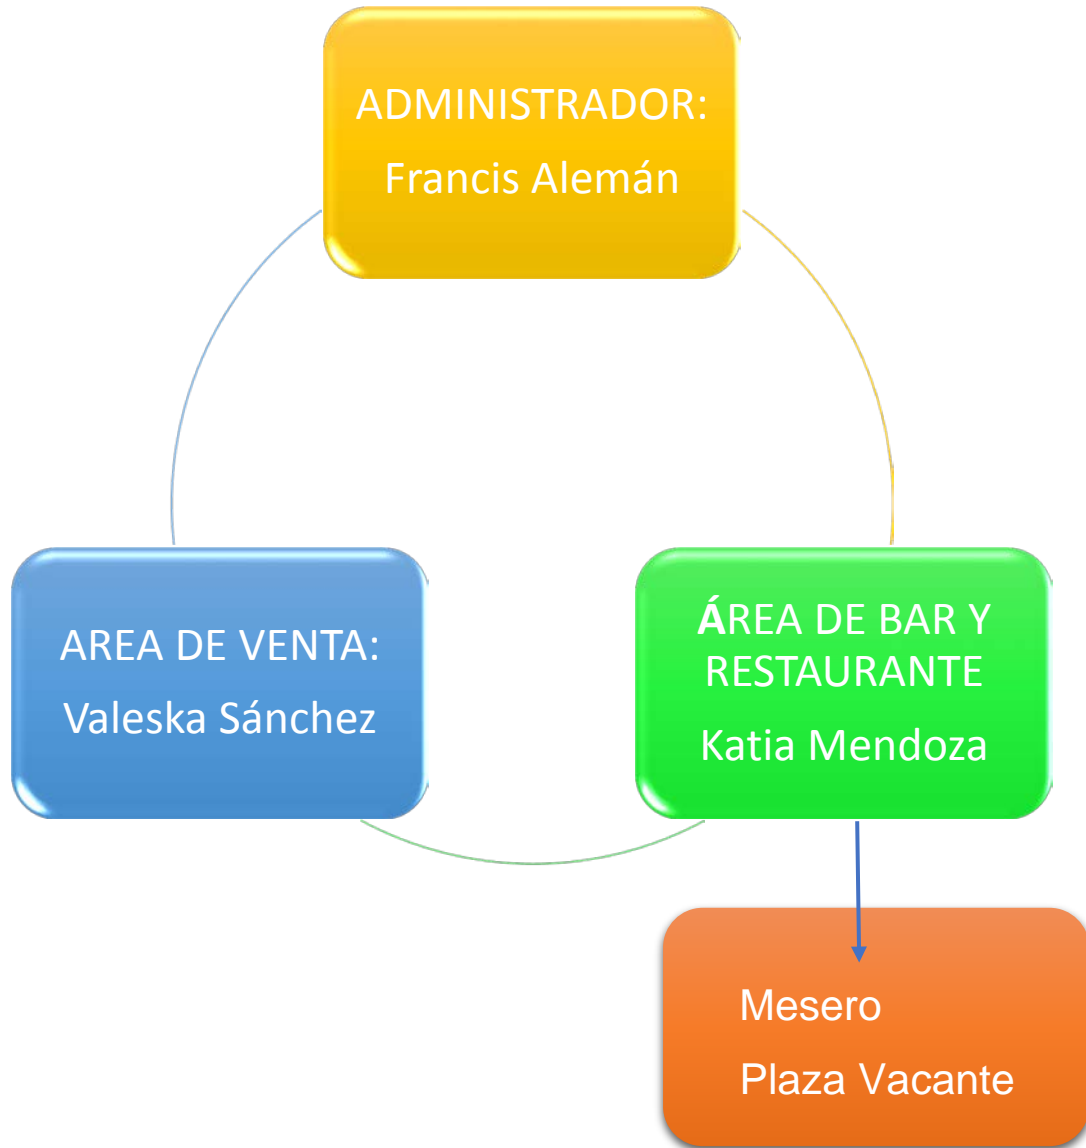 ADMINISTRADOR:
Francis Alemán
AREA DE VENTA:
Valeska Sánchez
ÁREA DE BAR Y
RESTAURANTE
Katia Mendoza
Mesero
Plaza Vacante